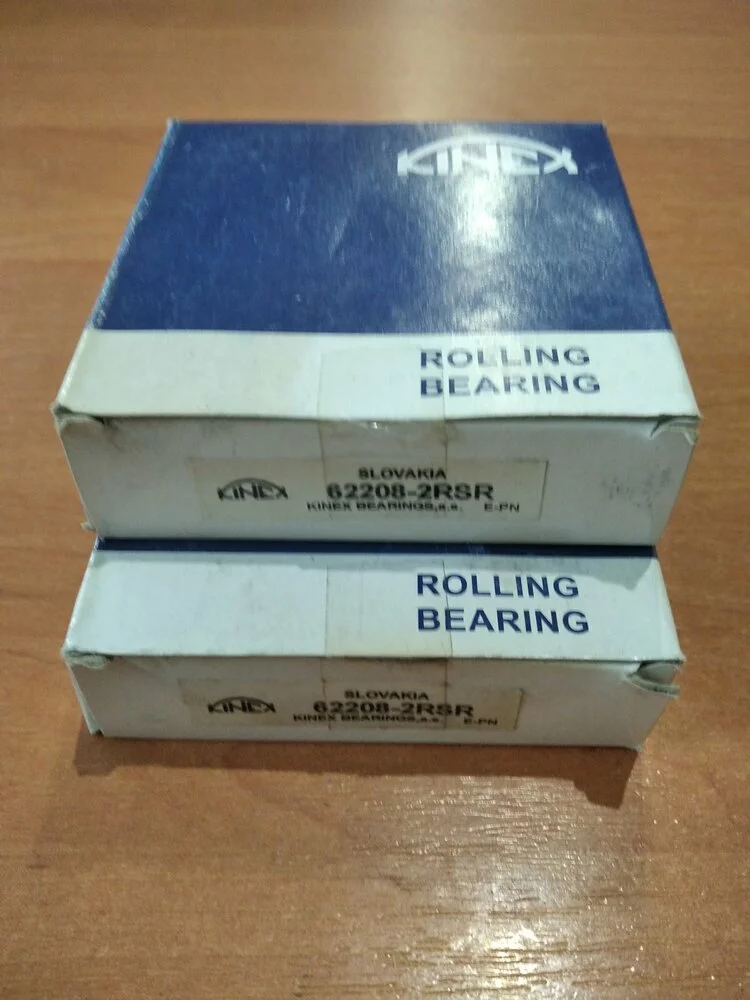 KINEX
ROLLING
BEARING
SLOVAKIA
KINEX 62208-2RSR
KINEX BEARINGS,a.s. E-PN
ROLLING
BEARING
SLOVAKIA
KINEX 62208-2RSR
KINEX BEARINGS,a.s. E-PN